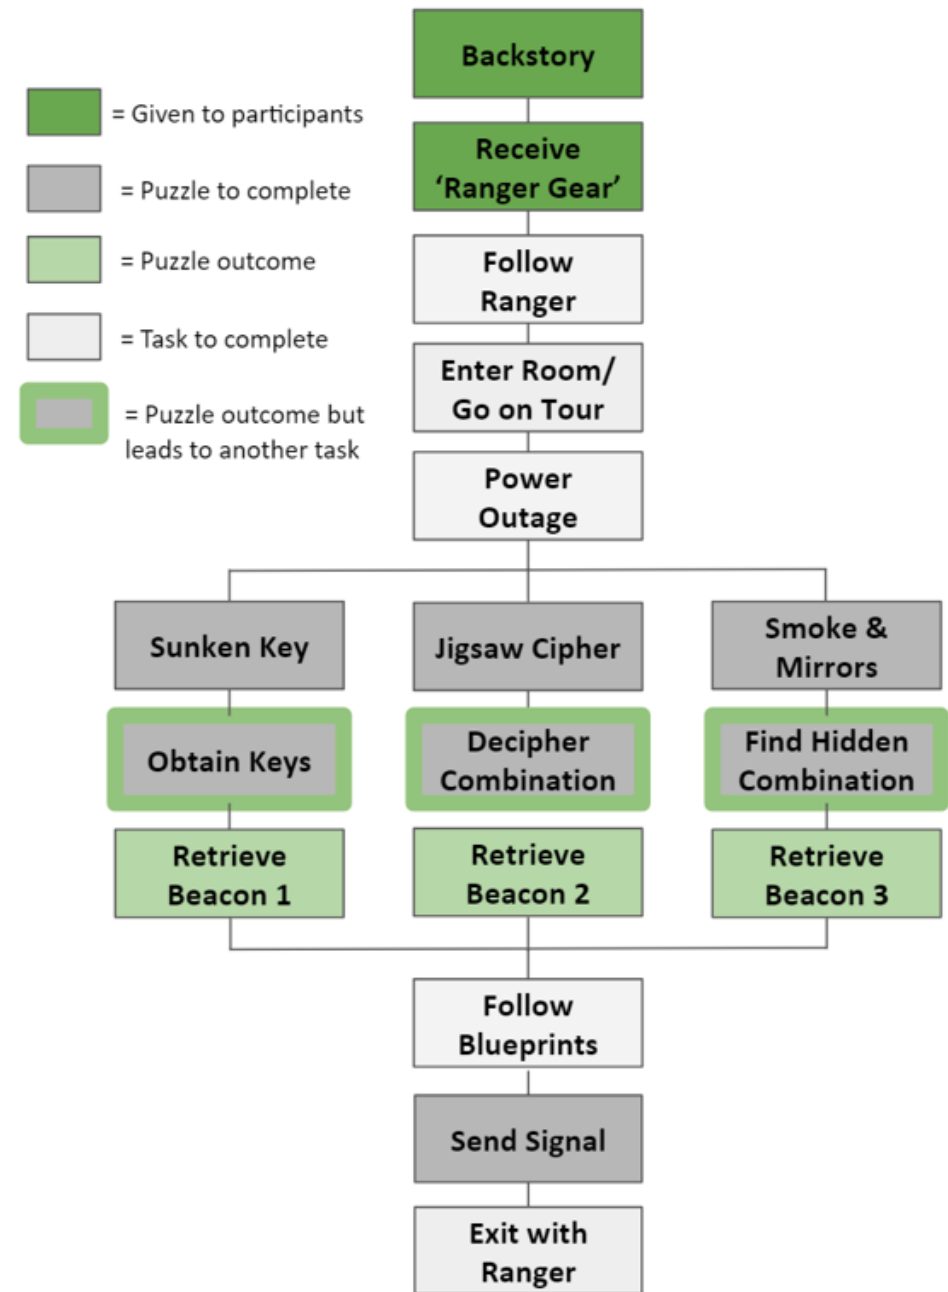 Backstory
= Given to participants
Receive
‘Ranger Gear’
= Puzzle to complete
= Puzzle outcome
Follow
Ranger
= Task to complete
Enter Room/
Go on Tour
= Puzzle outcome but
leads to another task
Power
Outage
Sunken Key
Jigsaw Cipher
Smoke &
Mirrors
Obtain Keys
Decipher
Combination
Find Hidden
Combination
Retrieve
Beacon 1
Retrieve
Beacon 2
Retrieve
Beacon 3
Follow
Blueprints
Send Signal
Exit with
Ranger